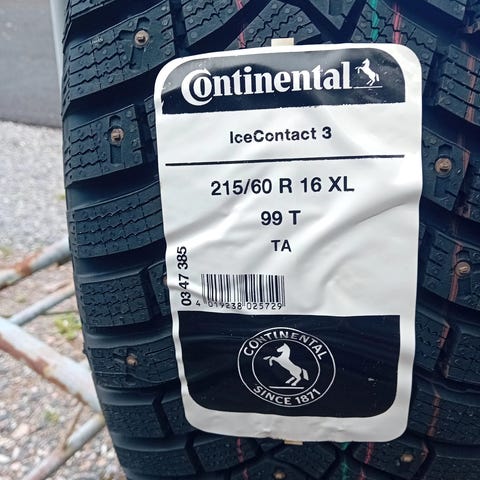 Continental
IceContact 3
215/60 R 16 XL
99 T
TA
0347 385
4 019238 025729
CONTINENTAL
SINCE 1871